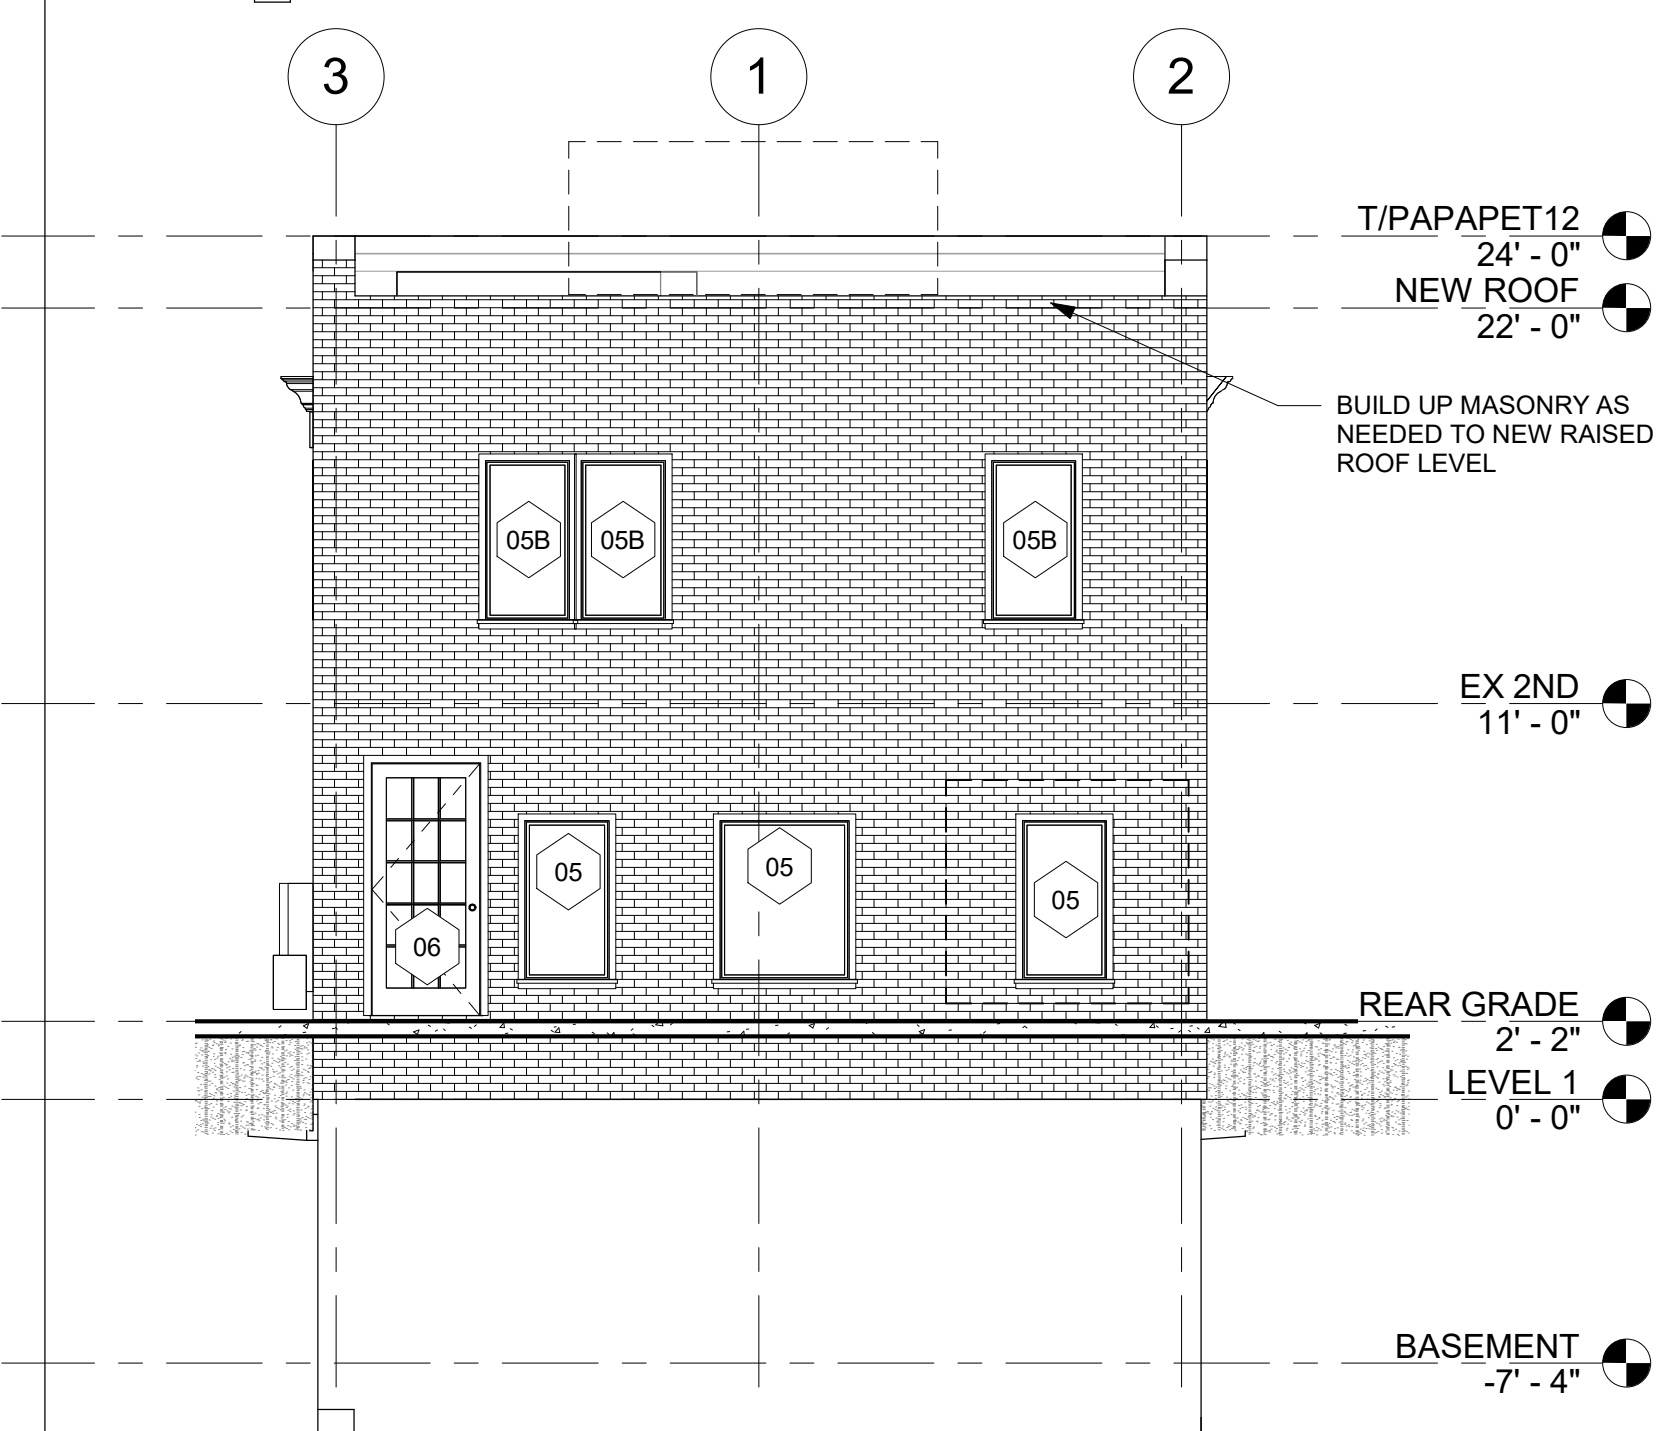 3
1
2
T/PAPAPET12
24' - 0"
NEW ROOF
22' - 0"
BUILD UP MASONRY AS
NEEDED TO NEW RAISED
ROOF LEVEL
05B
05B
05B
EX 2ND
11' - 0"
05
05
05
06
REAR GRADE
2' - 2"
LEVEL 1
0' - 0"
BASEMENT
-7' - 4"